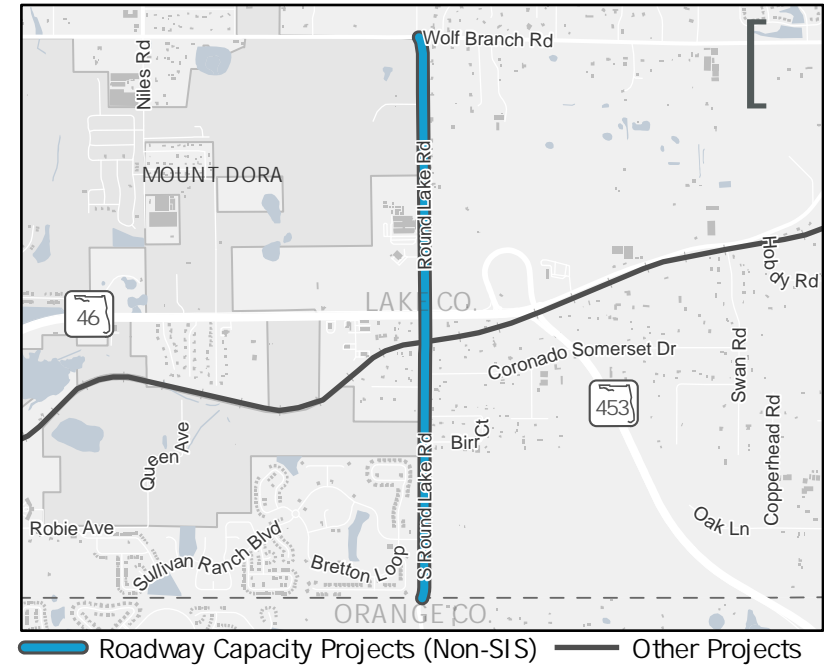 Wolf Branch Rd
Niles Rd
MOUNT DORA
Round Lake Rd
Hobby Rd
LAKE CO.
46
Coronado Somerset Dr
Swan Rd
453
Copperhead Rd
Birr Ct
Queen Ave
S Round Lake Rd
Oak Ln
Robie Ave
Sullivan Ranch Blvd
Bretton Loop
ORANGE CO.
Roadway Capacity Projects (Non-SIS)
Other Projects